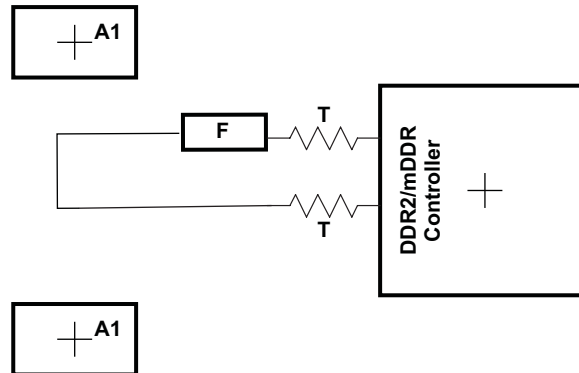 A1
T
F
DDR2/mDDR
Controller
T
A1